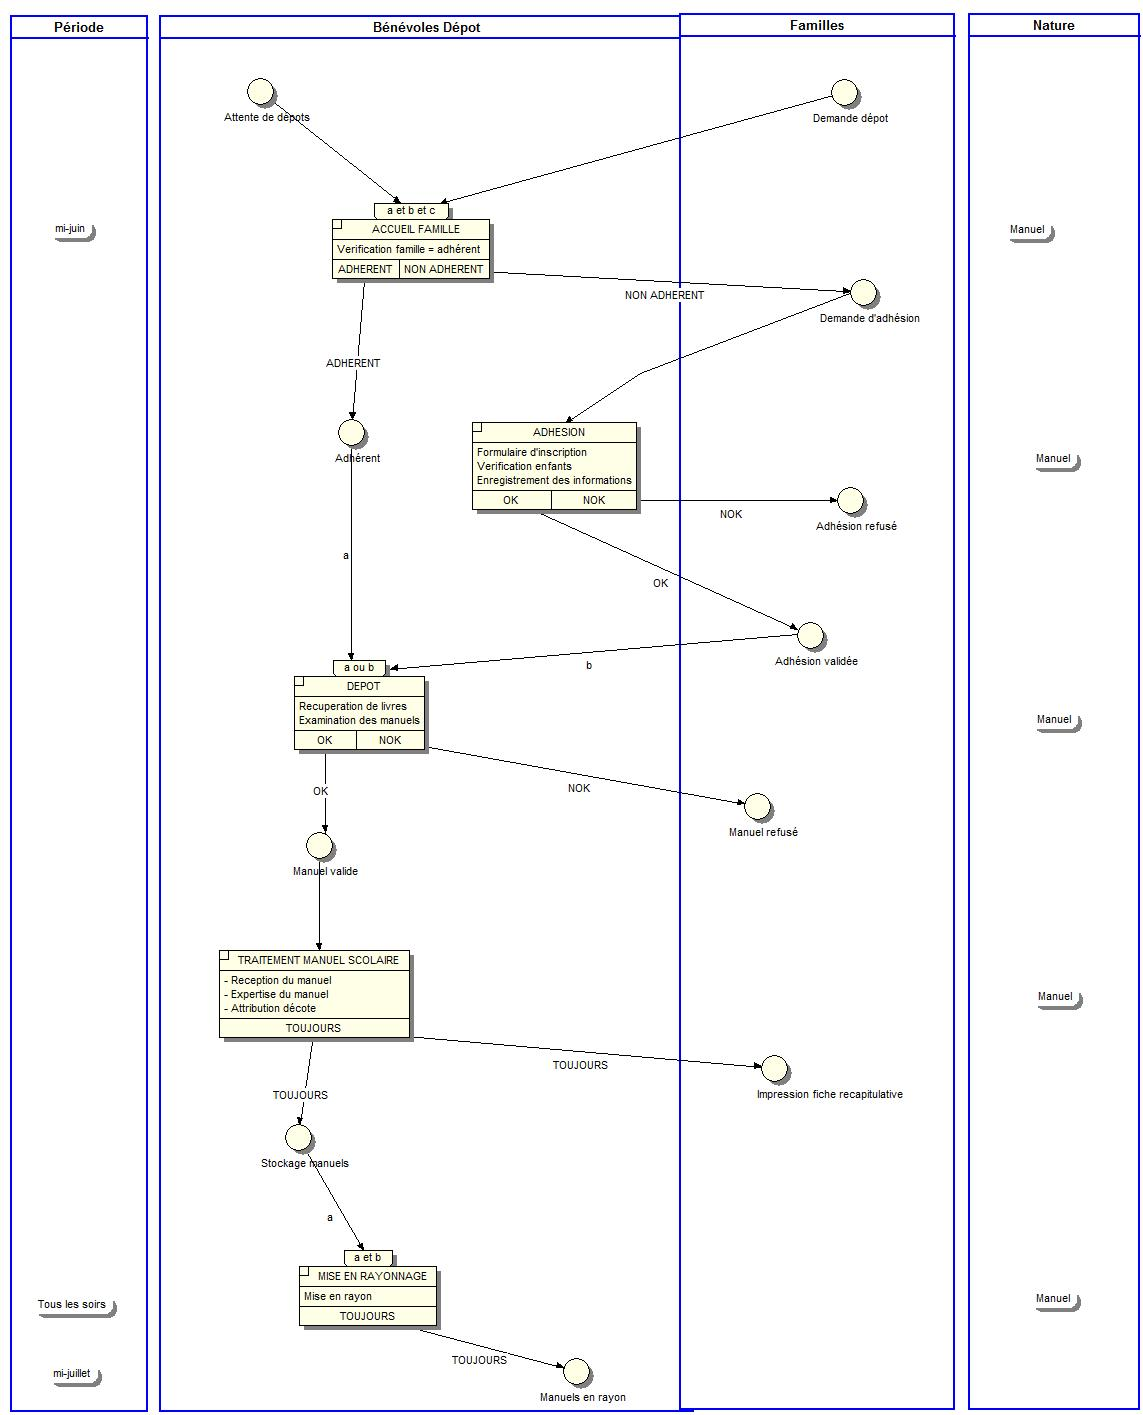 Période
Bénévoles Dépot
Familles
Nature
Attente de dépots
Demande dépot
a et b et c
mi-juin
ACCUEIL FAMILLE
Manuel
Verification famille = adhérent
ADHERENT
NON ADHERENT
NON ADHERENT
Demande d'adhésion
ADHERENT
Adhérent
ADHESION
Formulaire d'inscription
Verification enfants
Enregistrement des informations
OK
NOK
Manuel
NOK
Adhésion refusé
a
OK
Adhésion validée
b
a ou b
DEPOT
Recuperation de livres
Examination des manuels
OK
NOK
Manuel
OK
NOK
Manuel refusé
Manuel valide
TRAITEMENT MANUEL SCOLAIRE
- Reception du manuel
- Expertise du manuel
- Attribution décote
TOUJOURS
Manuel
TOUJOURS
Impression fiche recapitulative
TOUJOURS
Stockage manuels
a
a et b
MISE EN RAYONNAGE
Mise en rayon
TOUJOURS
Tous les soirs
Manuel
TOUJOURS
mi-juillet
Manuels en rayon